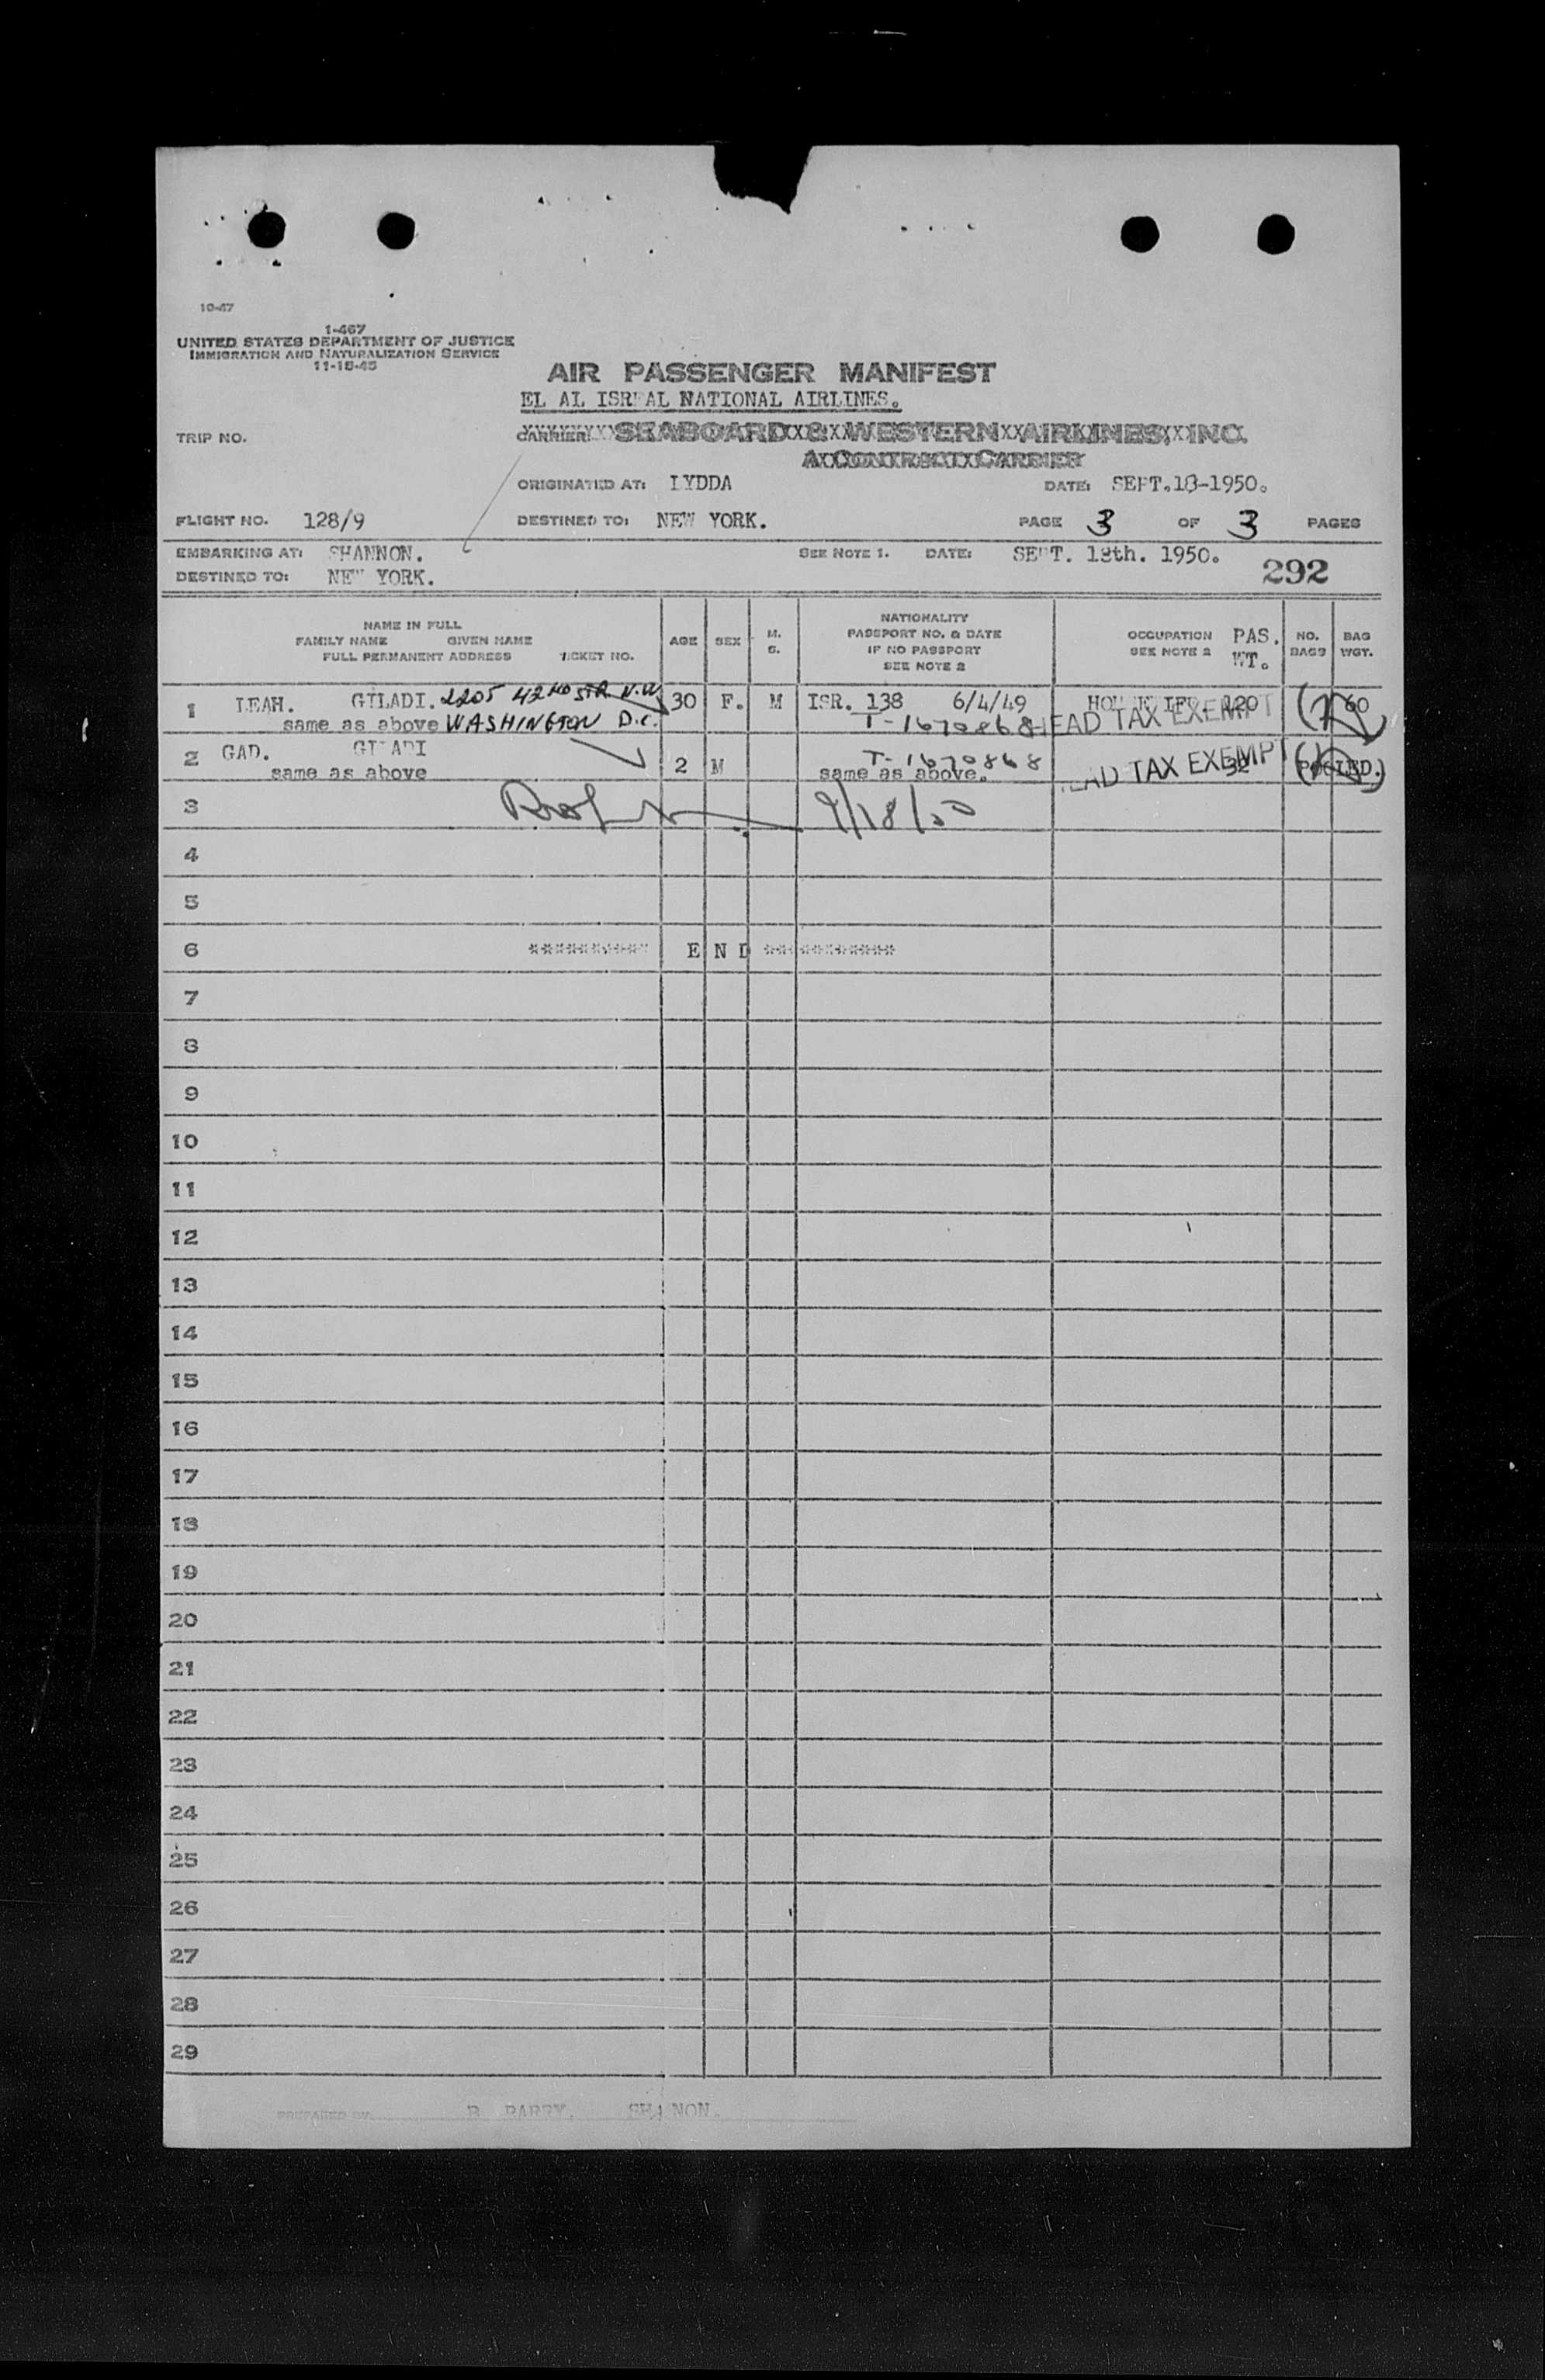 10-47
1-467
UNITED STATES DEPARTMENT OF JUSTICE
IMMIGRATION AND NATURALIZATION SERVICE
11-15-45
AIR PASSENGER MANIFEST
EL AL ISREAL NATIONAL AIRLINES.
TRIP NO. CARRIER: SEABOARD & WESTERN AIRLINES, INC.
A CONTRACT CARRIER
ORIGINATED AT: LYDDA DATE: SEPT.18-1950.
FLIGHT NO. 128/9 DESTINED TO: NEW YORK. PAGE 3 OF 3 PAGES
EMBARKING AT: SHANNON. SEE NOTE 1. DATE: SEPT. 18th. 1950.
DESTINED TO: NEW YORK. 292
NAME IN FULL
FAMILY NAME GIVEN NAME
FULL PERMANENT ADDRESS TICKET NO.
AGE
SEX
M.
S.
NATIONALITY
PASSPORT NO. & DATE
IF NO PASSPORT
SEE NOTE 2
OCCUPATION PAS.
SEE NOTE 2 WT.
NO.
BAGS
BAG
WGT.
1 LEAH. GILADI. 2205 42ND STR N.W 30 F. M ISR. 138 6/4/49 HOUSEWIFE. 120 60
same as above WASHINGTON D.C. T-1670868 HEAD TAX EXEMPT
2 GAD. GILADI T-1670868 HEAD TAX EXEMPT
same as above 2 M same as above. POOLED.
3 9/18/50
4
5
6 ********** E N D ***********
7
8
9
10
11
12
13
14
15
16
17
18
19
20
21
22
23
24
25
26
27
28
29
PREPARED BY: B PARRY. SHANNON.